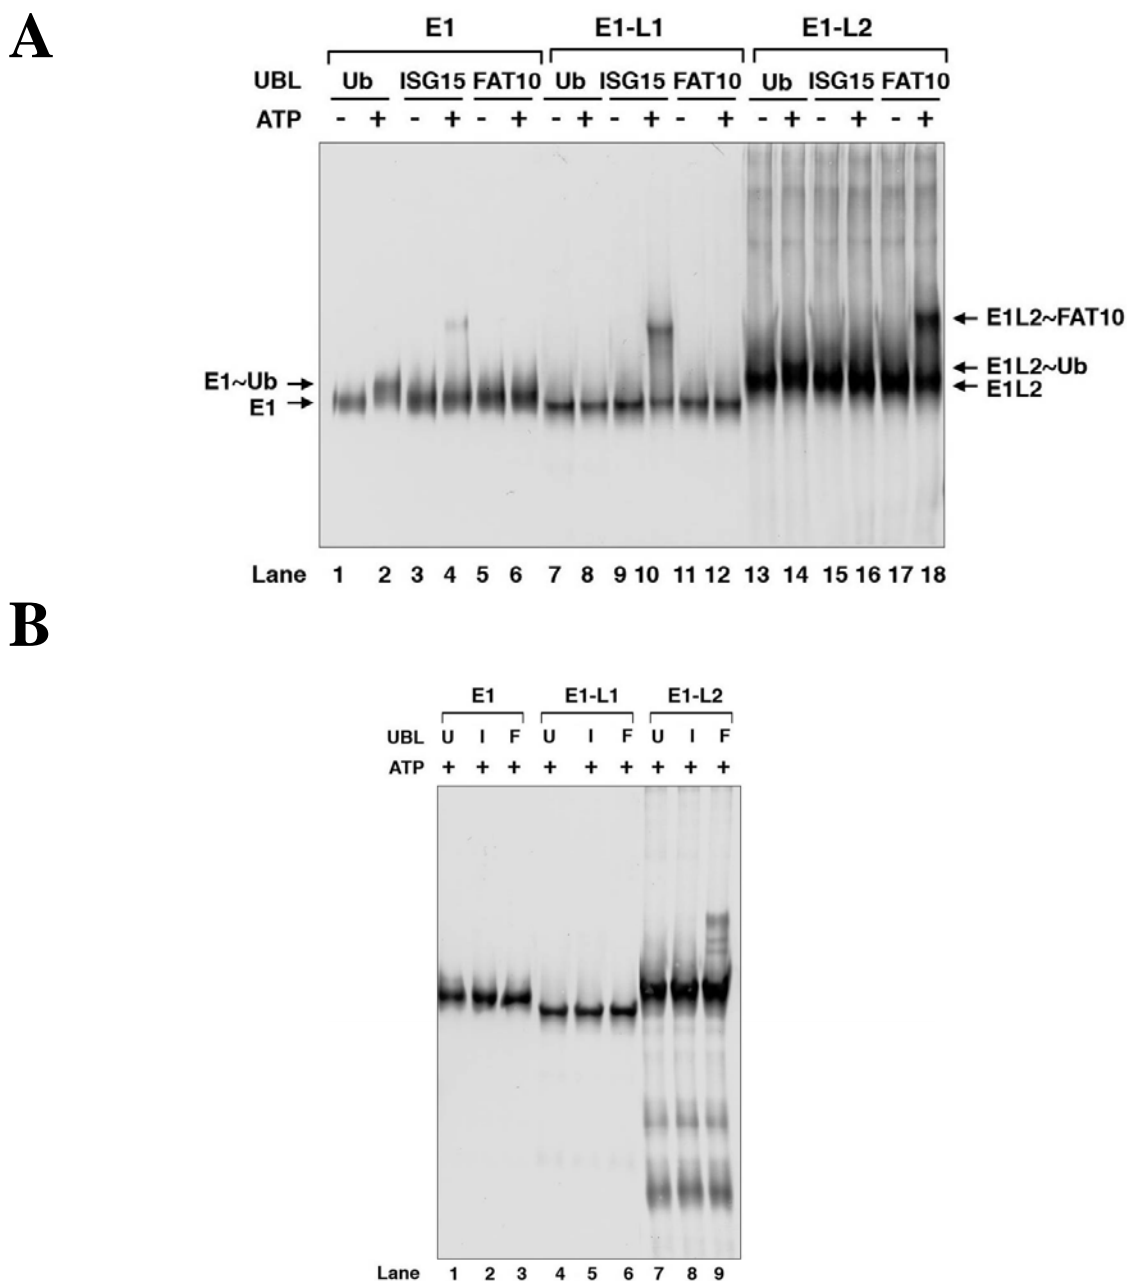 A
E1 E1-L1 E1-L2
UBL Ub ISG15 FAT10 Ub ISG15 FAT10 Ub ISG15 FAT10
ATP - + - + - + - + - + - + - + - + - +
E1L2~FAT10
E1L2~Ub
E1~Ub
E1L2
E1
Lane 1 2 3 4 5 6 7 8 9 10 11 12 13 14 15 16 17 18
B
E1 E1-L1 E1-L2
UBL U I F U I F U I F
ATP + + + + + + + + +
Lane 1 2 3 4 5 6 7 8 9